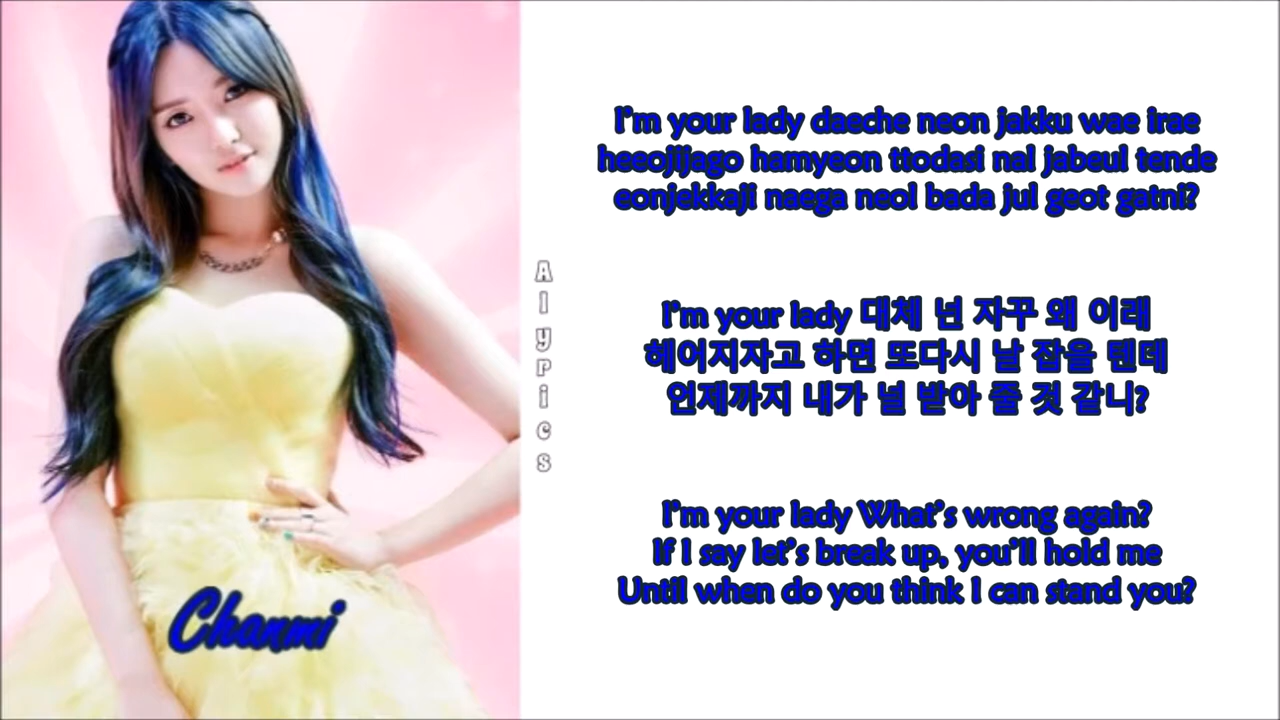 I'm your lady daeche neon jakku wae irae
heeojijago hamyeon ttodasi nal jabeul tende
eonjekkaji naega neol bada jul geot gatni?
I'm your lady 대체 넌 자꾸 왜 이래
헤어지자고 하면 또다시 날 잡을 텐데
언제까지 내가 널 받아 줄 것 같니?
I'm your lady What's wrong again?
If I say let's break up, you'll hold me
Until when do you think I can stand you?
Alyrics
Chanmi